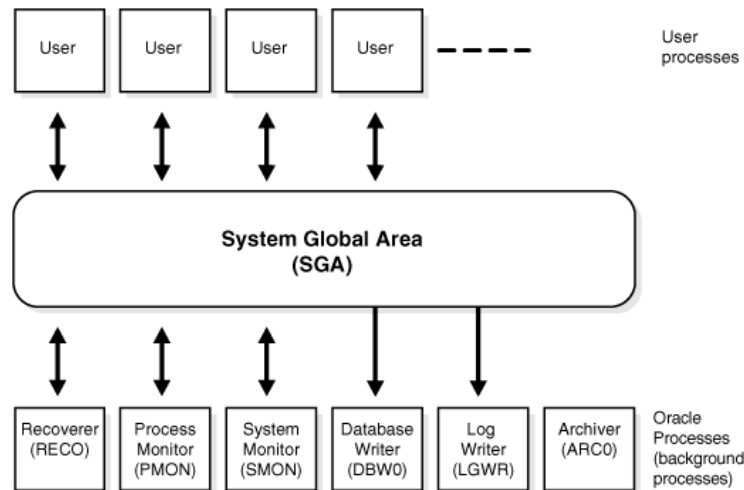 User
User
User
User
User
processes
System Global Area
(SGA)
Recoverer
(RECO)
Process
Monitor
(PMON)
System
Monitor
(SMON)
Database
Writer
(DBW0)
Log
Writer
(LGWR)
Archiver
(ARC0)
Oracle
Processes
(background
processes)